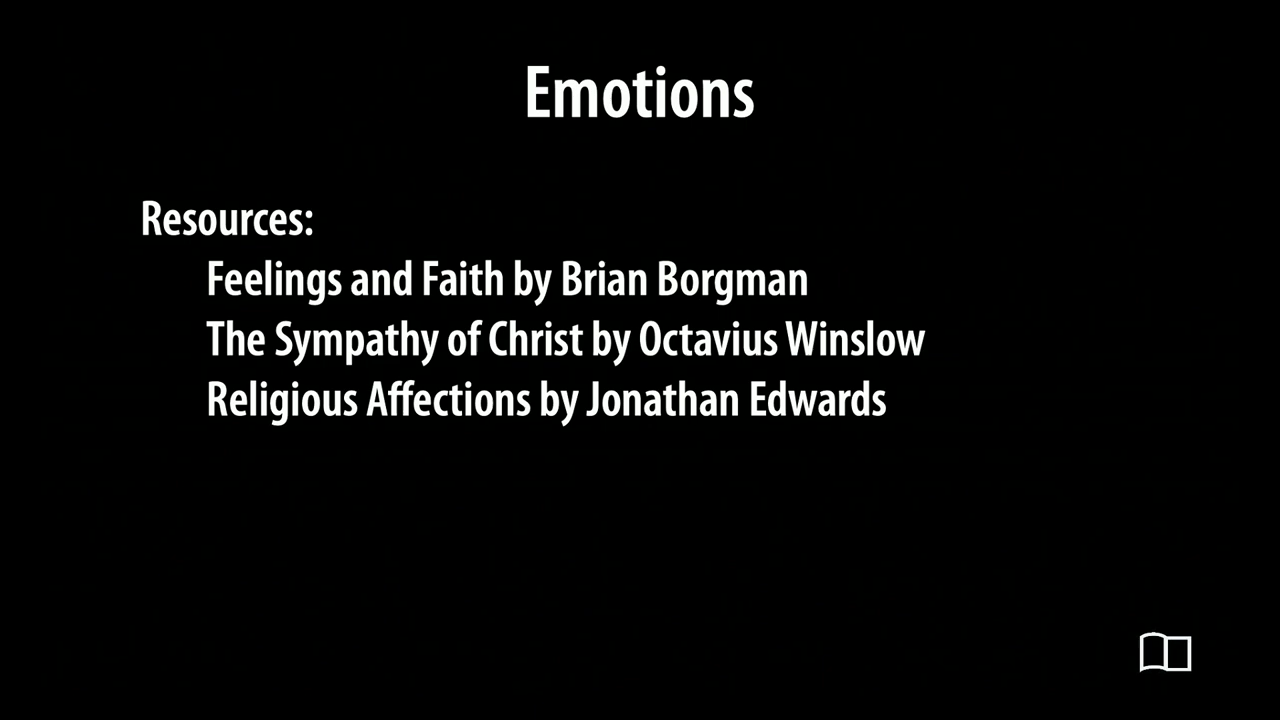 Emotions
Resources:
Feelings and Faith by Brian Borgman
The Sympathy of Christ by Octavius Winslow
Religious Affections by Jonathan Edwards